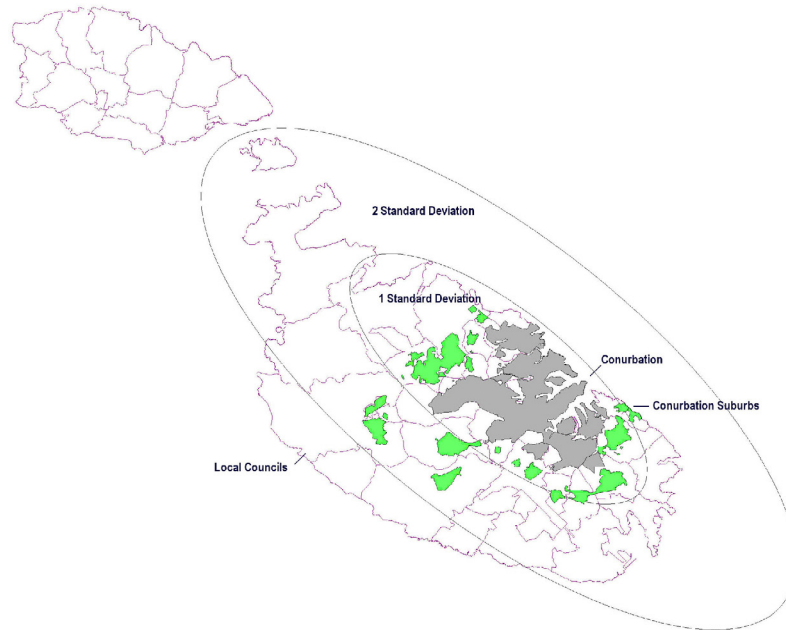 2 Standard Deviation
1 Standard Deviation
Conurbation
Conurbation Suburbs
Local Councils